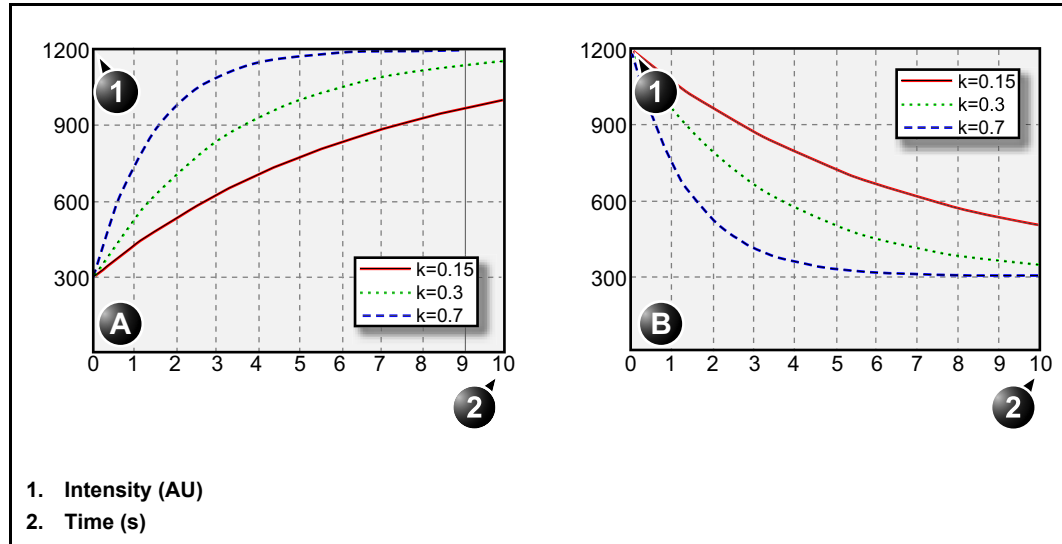 1200
900
600
300
1
A
k=0.15
k=0.3
k=0.7
0 1 2 3 4 5 6 7 8 9 10
2
1200
900
600
300
1
B
k=0.15
k=0.3
k=0.7
0 1 2 3 4 5 6 7 8 9 10
2
1. Intensity (AU)
2. Time (s)